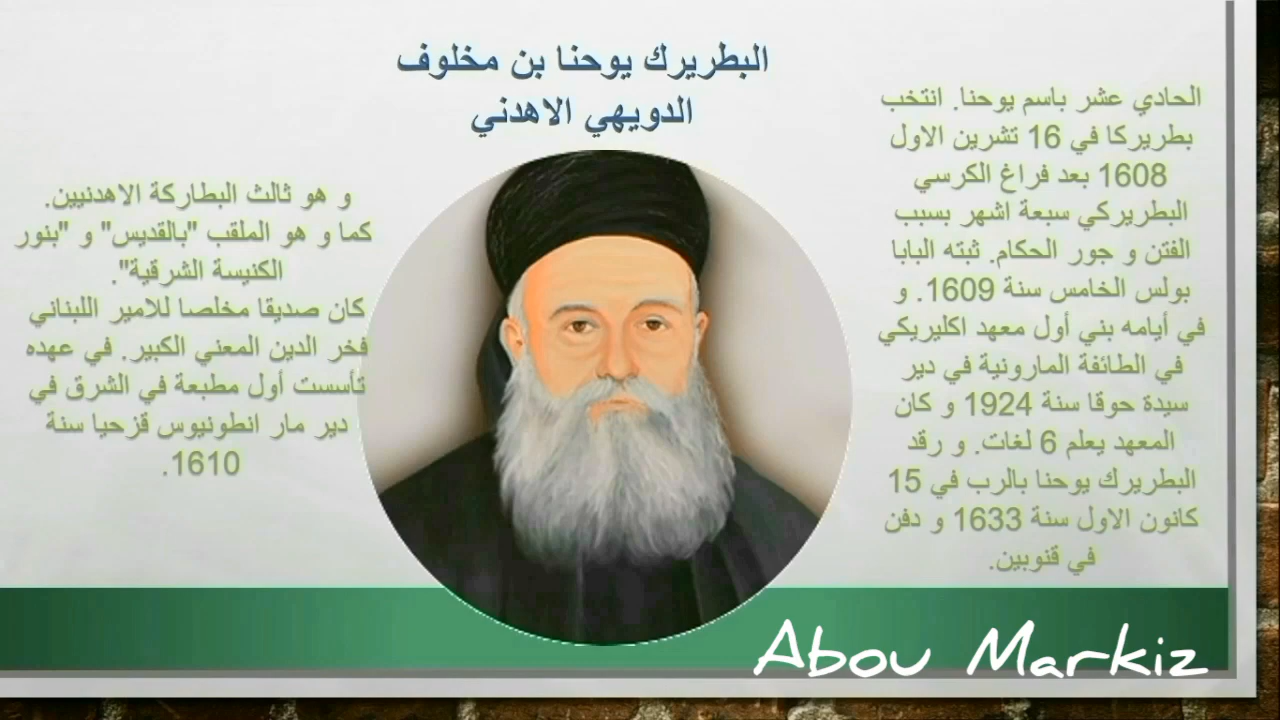 البطريرك يوحنا بن مخلوف
الدويهي الاهدني
الحادي عشر باسم يوحنا. انتخب
بطريركا في 16 تشرين الاول
1608 بعد فراغ الكرسي
البطريركي سبعة اشهر بسبب
الفتن و جور الحكام. ثبته البابا
بولس الخامس سنة 1609. و
في أيامه بني أول معهد اكليريكي
في الطائفة المارونية في دير
سيدة حوقا سنة 1924 و كان
المعهد يعلم 6 لغات. و رقد
البطريرك يوحنا بالرب في 15
كانون الاول سنة 1633 و دفن
في قنوبين.
و هو ثالث البطاركة الاهدنيين.
كما و هو الملقب "بالقديس" و "بنور
الكنيسة الشرقية".
كان صديقا مخلصا للامير اللبناني
فخر الدين المعني الكبير. في عهده
تأسست أول مطبعة في الشرق في
دير مار انطونيوس قزحيا سنة
1610.
Abou Markiz